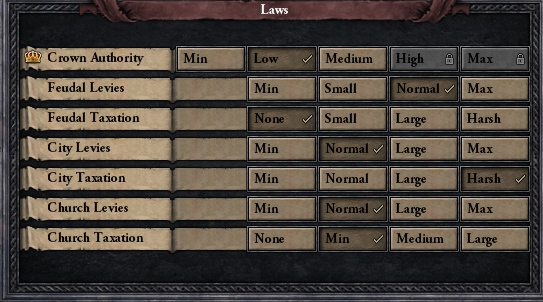 Laws
Crown Authority Min Low Medium High Max
Feudal Levies Min Small Normal Max
Feudal Taxation None Small Large Harsh
City Levies Min Normal Large Max
City Taxation Min Normal Large Harsh
Church Levies Min Normal Large Max
Church Taxation None Min Medium Large